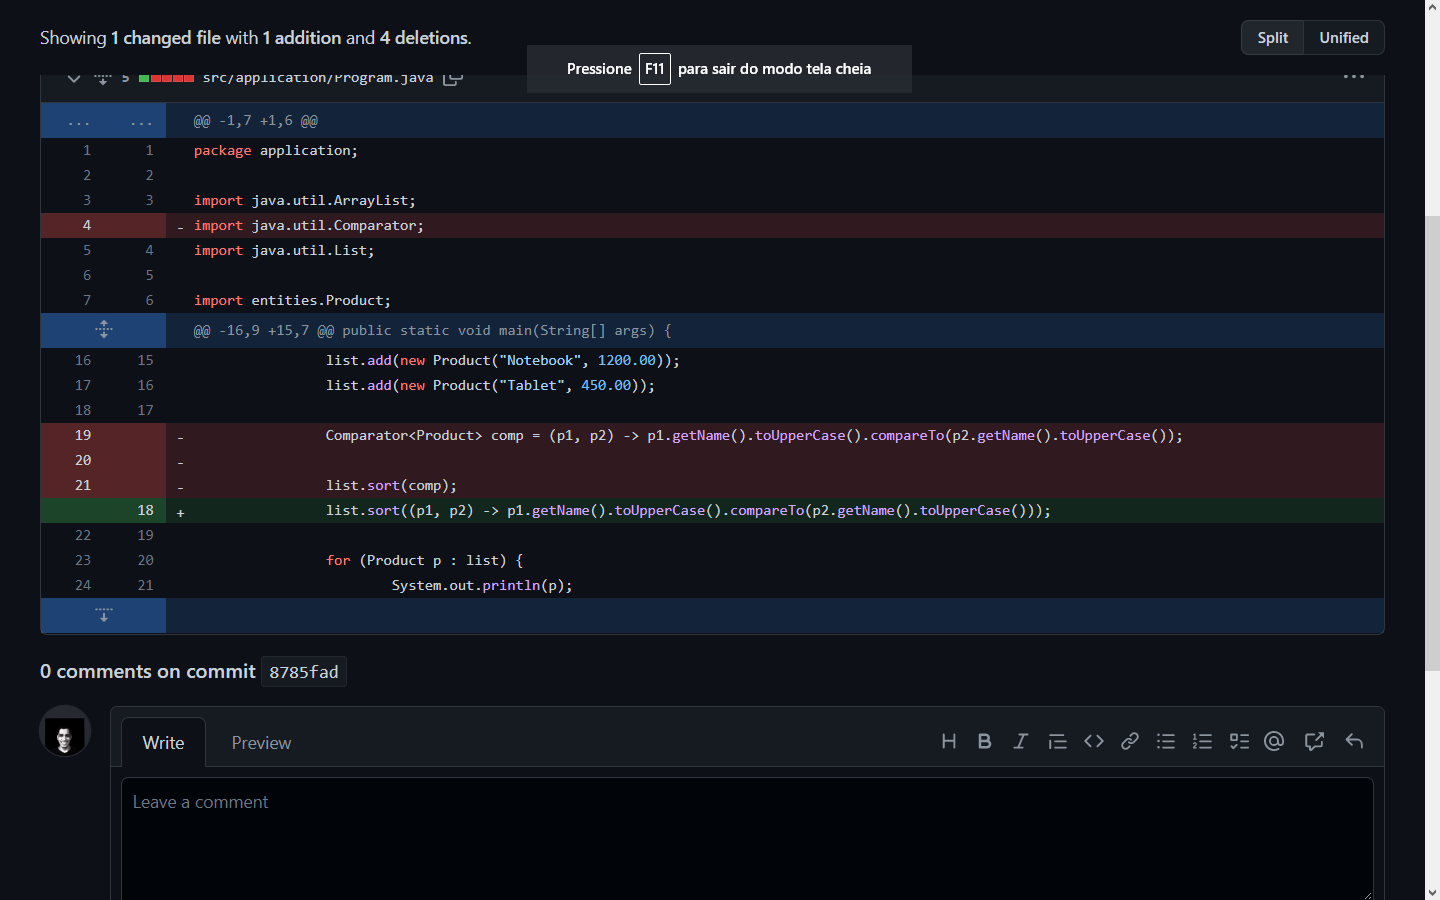 Showing 1 changed file with 1 addition and 4 deletions.
Split Unified
Pressione F11 para sair do modo tela cheia
5 src/application/Program.java
... ... @@ -1,7 +1,6 @@
1 1 package application;
2 2
3 3 import java.util.ArrayList;
4 - import java.util.Comparator;
5 4 import java.util.List;
6 5
7 6 import entities.Product;
@@ -16,9 +15,7 @@ public static void main(String[] args) {
16 15 list.add(new Product("Notebook", 1200.00));
17 16 list.add(new Product("Tablet", 450.00));
18 17
19 - Comparator<Product> comp = (p1, p2) -> p1.getName().toUpperCase().compareTo(p2.getName().toUpperCase());
20 -
21 - list.sort(comp);
18 + list.sort((p1, p2) -> p1.getName().toUpperCase().compareTo(p2.getName().toUpperCase()));
22 19
23 20 for (Product p : list) {
24 21 System.out.println(p);
0 comments on commit 8785fad
Write Preview
Leave a comment